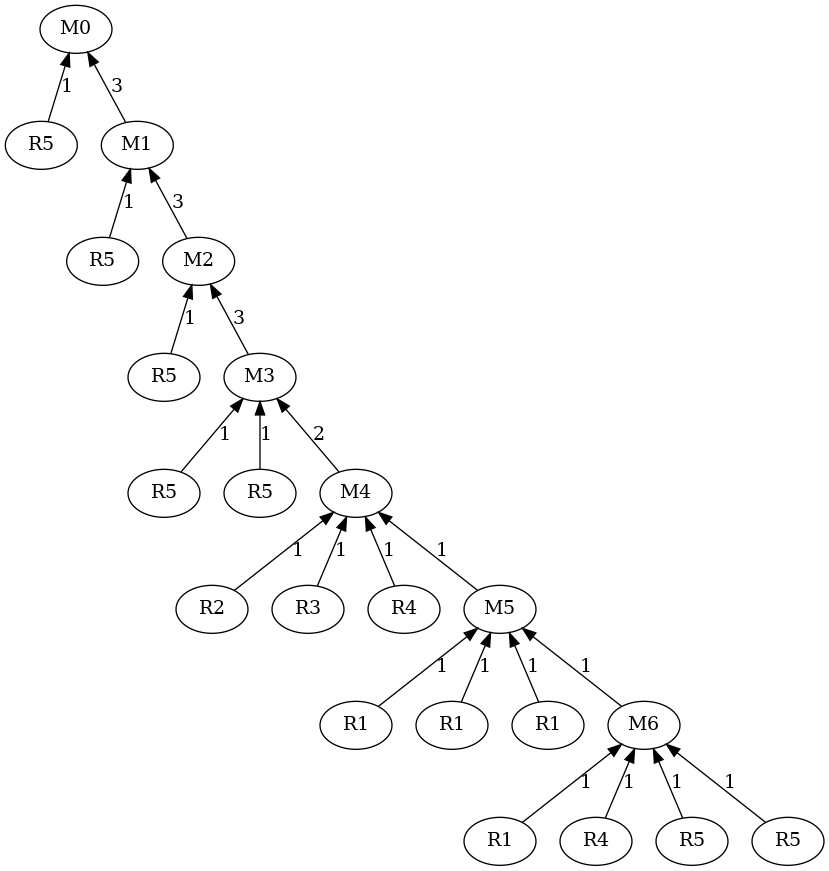 M0
1 3
R5 M1
1 3
R5 M2
1 3
R5 M3
1 1 2
R5 R5 M4
1 1 1 1
R2 R3 R4 M5
1 1 1 1
R1 R1 R1 M6
1 1 1 1
R1 R4 R5 R5